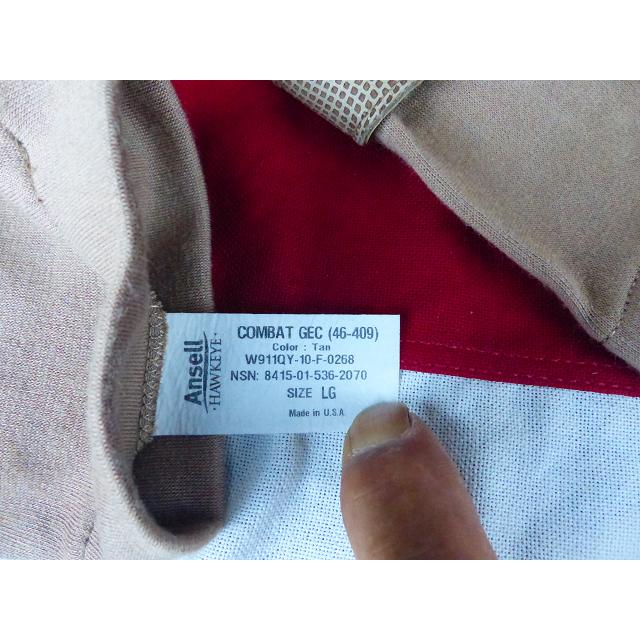 Ansell
·HAWKEYE·
COMBAT GEC (46-409)
Color : Tan
W911QY-10-F-0268
NSN: 8415-01-536-2070
SIZE LG
Made in U.S.A.